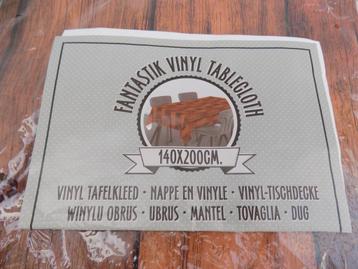 FANTASTIK VINYL TABLECLOTH
140X200CM.
VINYL TAFELKLEED · NAPPE EN VINYLE · VINYL-TISCHDECKE
WINYLU OBRUS · UBRUS · MANTEL · TOVAGLIA · DUG